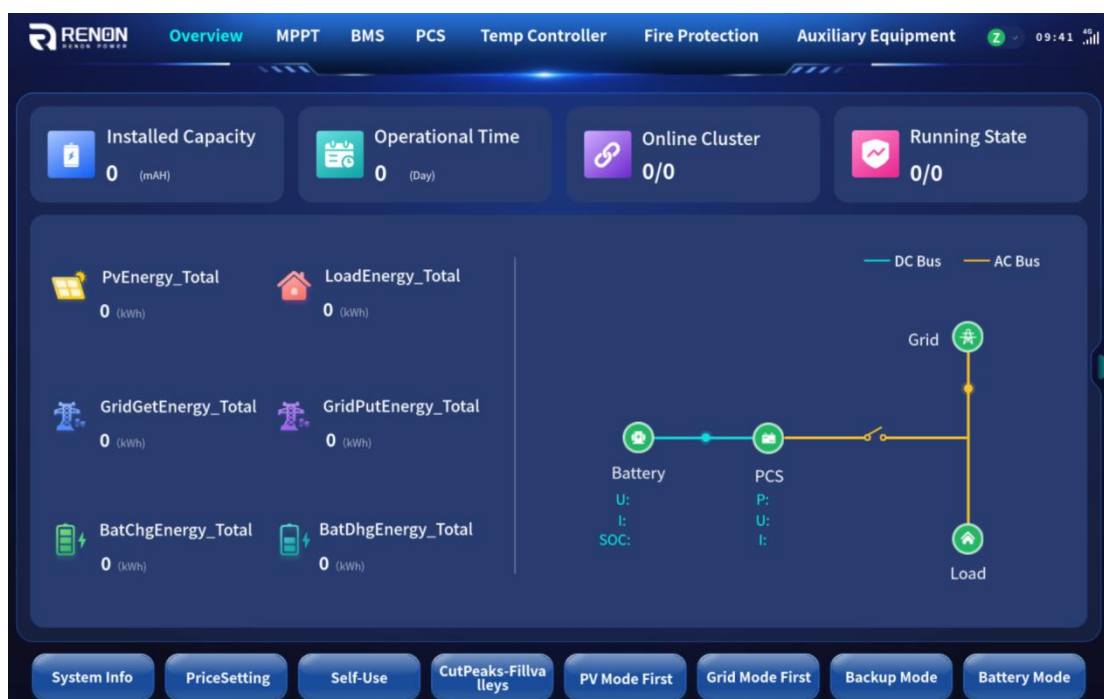 RENON
RENON POWER
Overview MPPT BMS PCS Temp Controller Fire Protection Auxiliary Equipment Z 09:41 4G
Installed Capacity
0 (mAH)
Operational Time
0 (Day)
Online Cluster
0/0
Running State
0/0
PvEnergy_Total
0 (kWh)
LoadEnergy_Total
0 (kWh)
GridGetEnergy_Total
0 (kWh)
GridPutEnergy_Total
0 (kWh)
BatChgEnergy_Total
0 (kWh)
BatDhgEnergy_Total
0 (kWh)
DC Bus AC Bus
Grid
Battery
U:
I:
SOC:
PCS
P:
U:
I:
Load
System Info
PriceSetting
Self-Use
CutPeaks-Fillva
lleys
PV Mode First
Grid Mode First
Backup Mode
Battery Mode